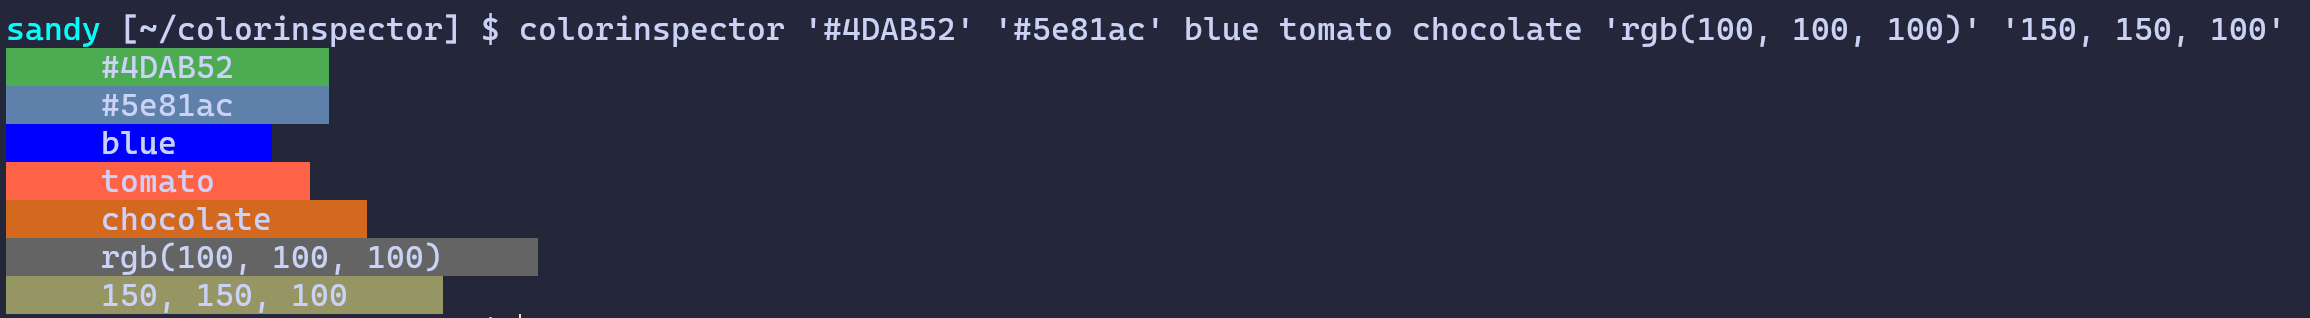 sandy [~/colorinspector] $ colorinspector '#4DAB52' '#5e81ac' blue tomato chocolate 'rgb(100, 100, 100)' '150, 150, 100'
#4DAB52
#5e81ac
blue
tomato
chocolate
rgb(100, 100, 100)
150, 150, 100